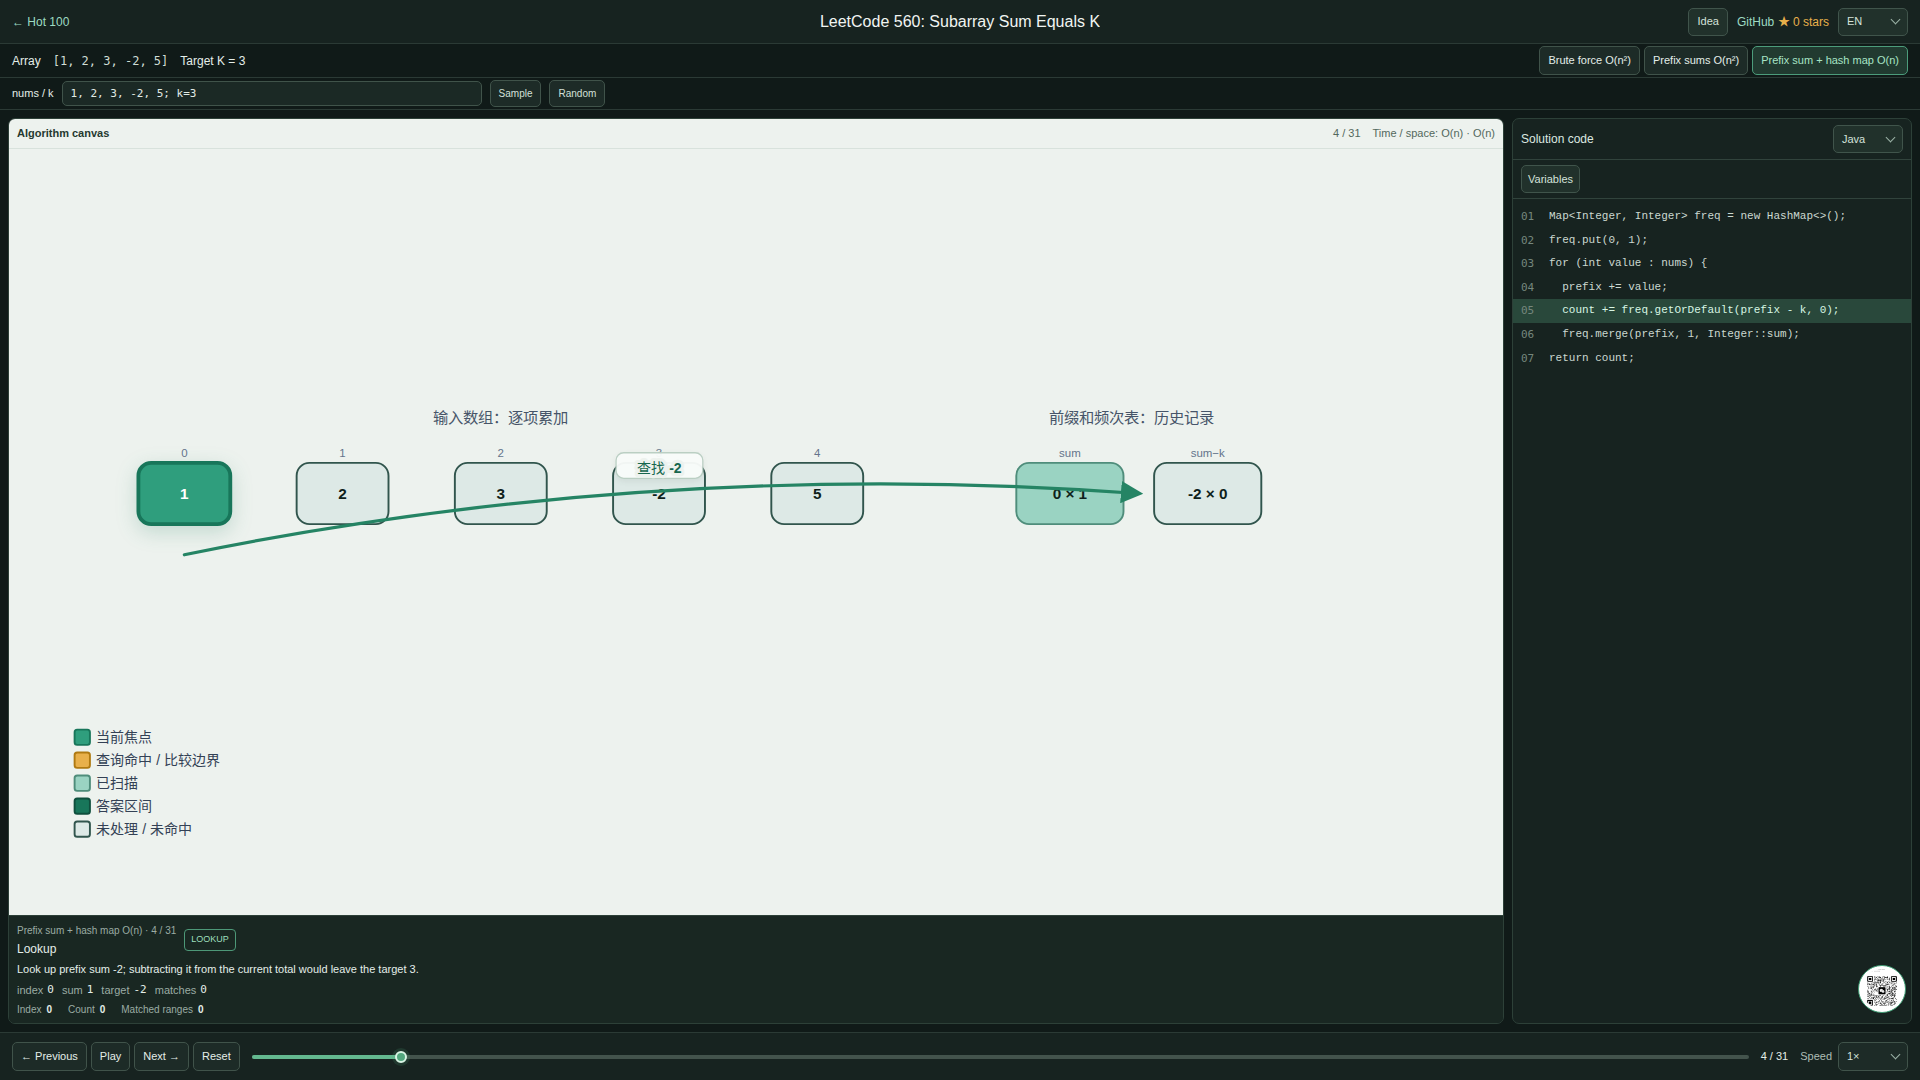 ← Hot 100
LeetCode 560: Subarray Sum Equals K
Idea
GitHub ★ 0 stars
EN
Array [1, 2, 3, -2, 5] Target K = 3
Brute force O(n²)
Prefix sums O(n²)
Prefix sum + hash map O(n)
nums / k
1, 2, 3, -2, 5; k=3
Sample
Random
Algorithm canvas
4 / 31 Time / space: O(n) · O(n)
输入数组：逐项累加
前缀和频次表：历史记录
0 1 2 3 4 sum sum−k
查找 -2
1 2 3 -2 5 0 × 1 -2 × 0
当前焦点
查询命中 / 比较边界
已扫描
答案区间
未处理 / 未命中
Prefix sum + hash map O(n) · 4 / 31
LOOKUP
Lookup
Look up prefix sum -2; subtracting it from the current total would leave the target 3.
index 0 sum 1 target -2 matches 0
Index 0 Count 0 Matched ranges 0
Solution code
Java
Variables
01 Map<Integer, Integer> freq = new HashMap<>();
02 freq.put(0, 1);
03 for (int value : nums) {
04 prefix += value;
05 count += freq.getOrDefault(prefix - k, 0);
06 freq.merge(prefix, 1, Integer::sum);
07 return count;
← Previous
Play
Next →
Reset
4 / 31
Speed
1×